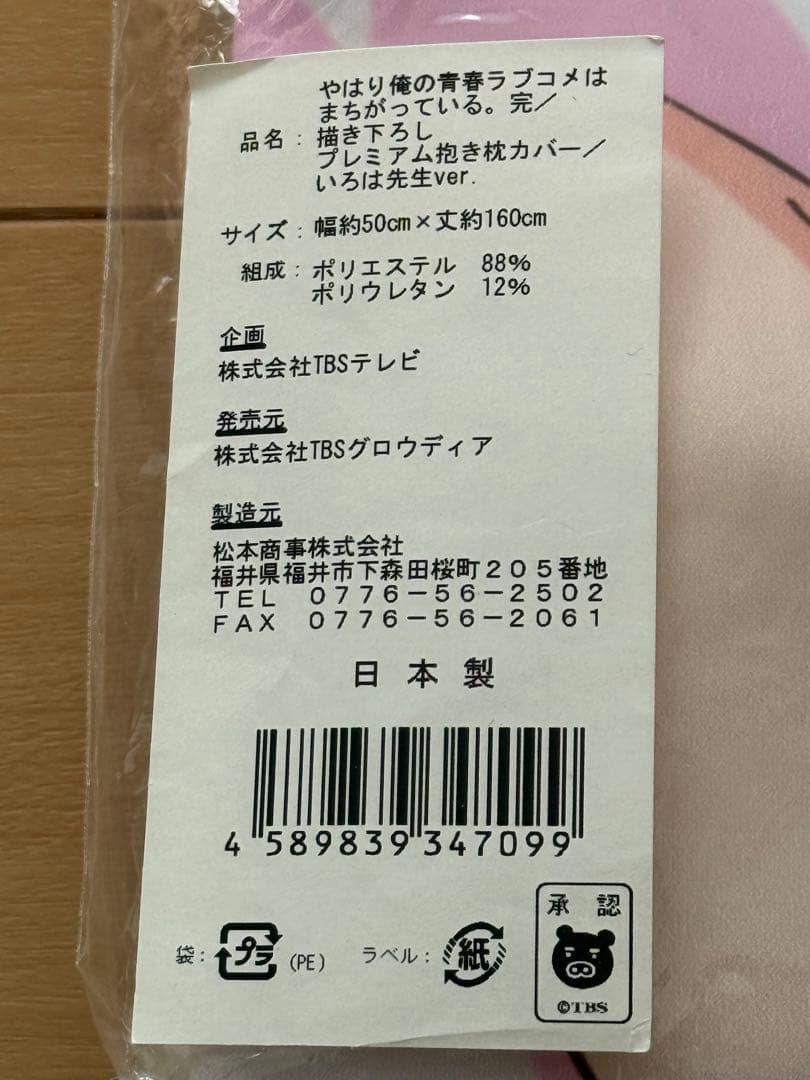 やはり俺の青春ラブコメは
まちがっている。完／
品名：描き下ろし
プレミアム抱き枕カバー／
いろは先生ver.
サイズ：幅約50cm×丈約160cm
組成：ポリエステル 88%
ポリウレタン 12%
企画
株式会社TBSテレビ
発売元
株式会社TBSグロウディア
製造元
松本商事株式会社
福井県福井市下森田桜町２０５番地
ＴＥＬ ０７７６－５６－２５０２
ＦＡＸ ０７７６－５６－２０６１
日本製
4 589839 347099
袋：プラ (PE) ラベル：紙
承認
©TBS